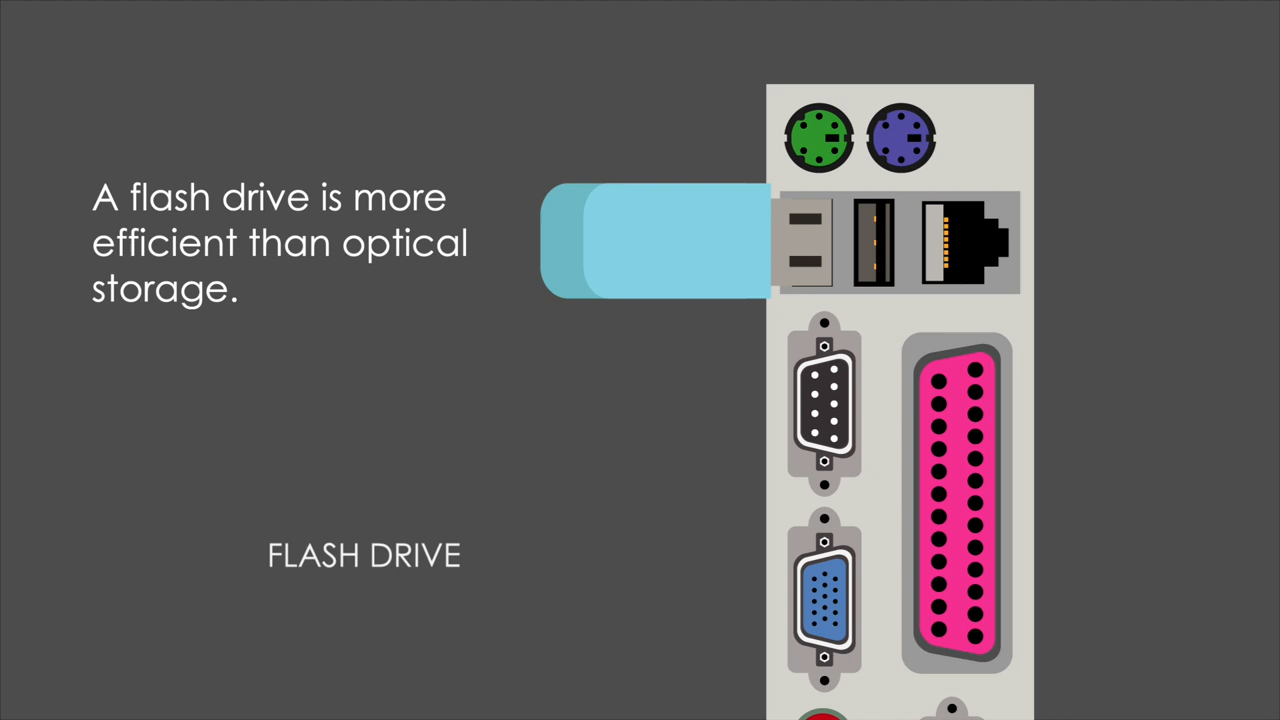 A flash drive is more
efficient than optical
storage.
FLASH DRIVE